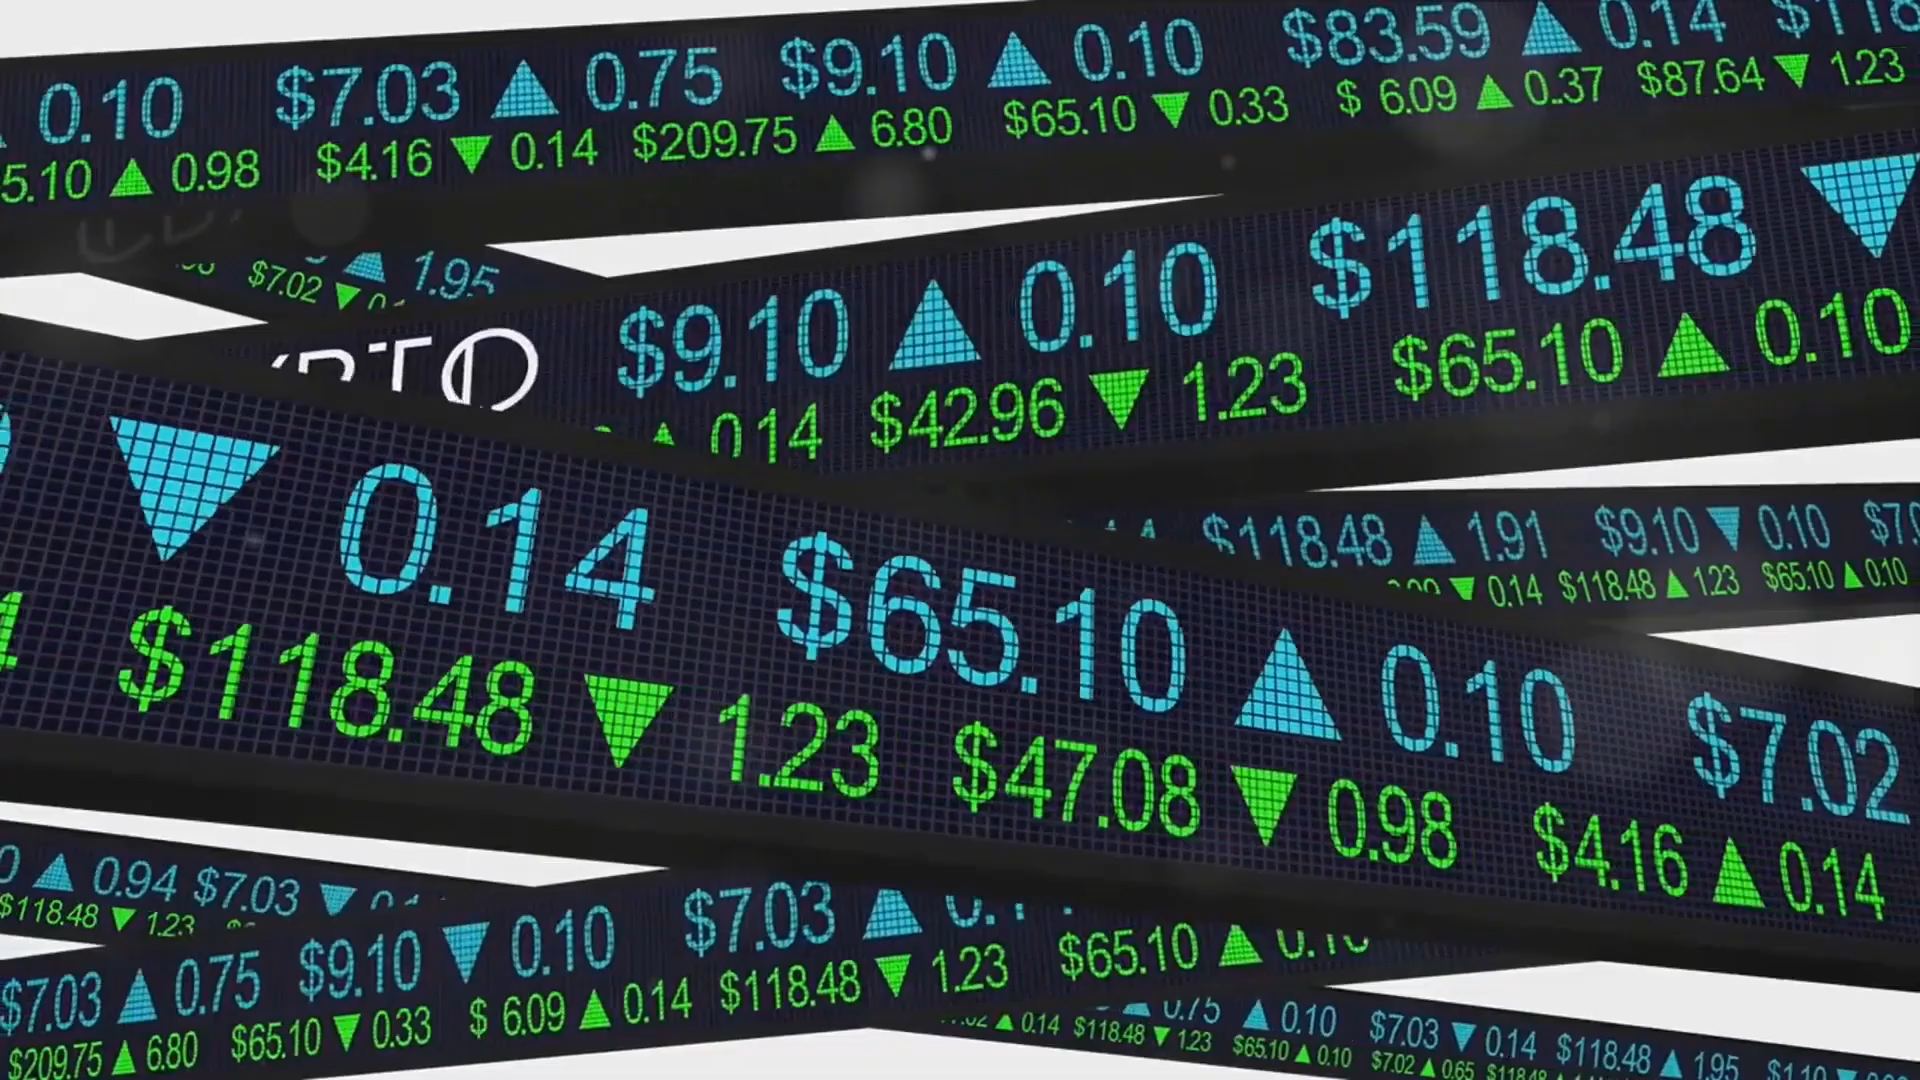 0.10 $7.03 ▲ 0.75 $9.10 ▲ 0.10 $83.59 ▲ 0.14
5.10 ▲ 0.98 $4.16 ▼ 0.14 $209.75 ▲ 6.80 $65.10 ▼ 0.33 $ 6.09 ▲ 0.37 $87.64 ▼ 1.23
▲ 1.95
$7.02 ▼
$9.10 ▲ 0.10 $118.48 ▼
▲ 0.14 $42.96 ▼ 1.23 $65.10 ▲ 0.10
$118.48 ▲ 1.91 $9.10 ▼ 0.10
▼ 0.14 $118.48 ▲ 1.23 $65.10 ▲ 0.10
▼ 0.14 $65.10 ▲ 0.10 $7.02
$118.48 ▼ 1.23 $47.08 ▼ 0.98 $4.16 ▲ 0.14
▲ 0.94 $7.03 ▼
$118.48 ▼ 1.23
$7.03 ▲ 0.75 $9.10 ▼ 0.10 $7.03 ▲
$209.75 ▲ 6.80 $65.10 ▼ 0.33 $ 6.09 ▲ 0.14 $118.48 ▼ 1.23 $65.10 ▲ 0.10
▲ 0.75 ▲ 0.10 $7.03 ▼ 0.14 $118.48 ▲ 1.95
▲ 0.14 $118.48 ▼ 1.23 $65.10 ▲ 0.10 $7.02 ▲ 0.65 $118.48